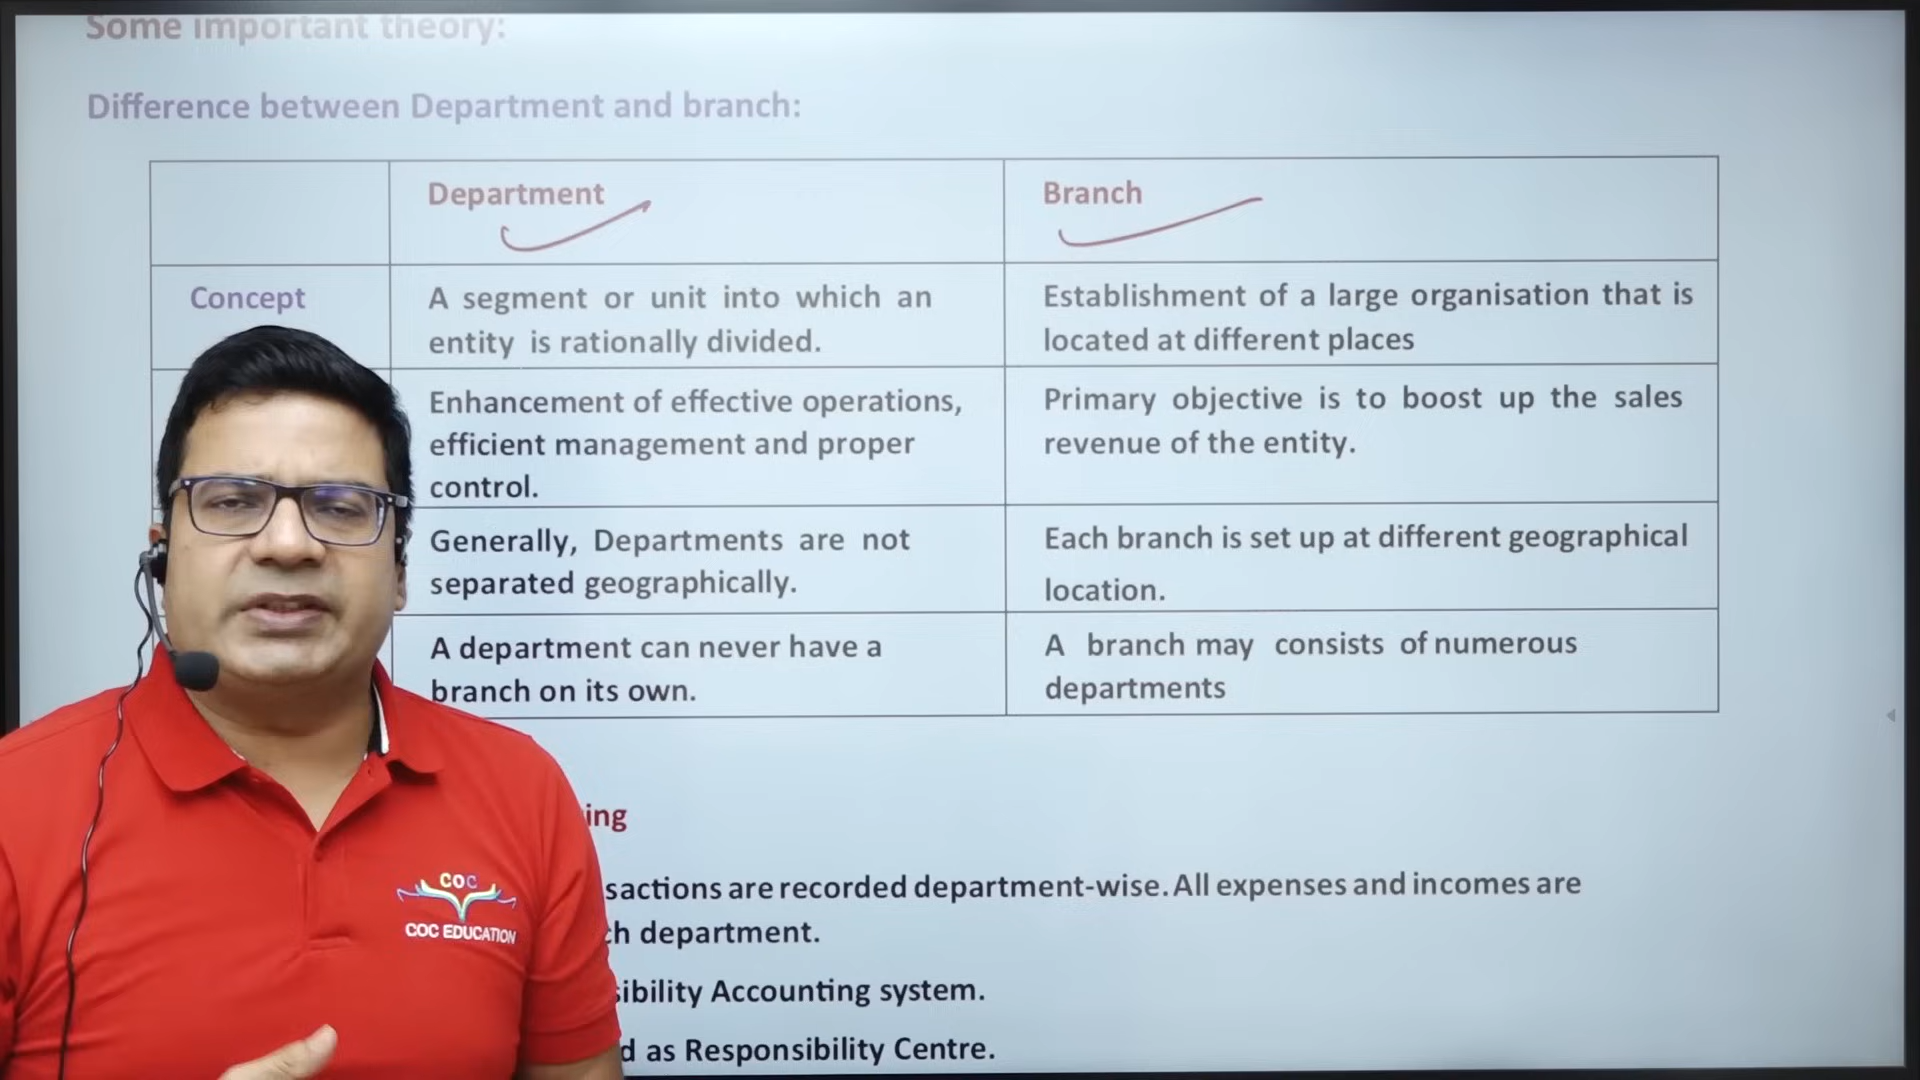 Some important theory:
Difference between Department and branch:
Department
Branch
Concept
A segment or unit into which an
entity is rationally divided.
Establishment of a large organisation that is
located at different places
Enhancement of effective operations,
efficient management and proper
control.
Primary objective is to boost up the sales
revenue of the entity.
Generally, Departments are not
separated geographically.
Each branch is set up at different geographical
location.
A department can never have a
branch on its own.
A branch may consists of numerous
departments
are recorded department-wise. All expenses and incomes are
department.
Accounting system.
as Responsibility Centre.
COC
COC EDUCATION